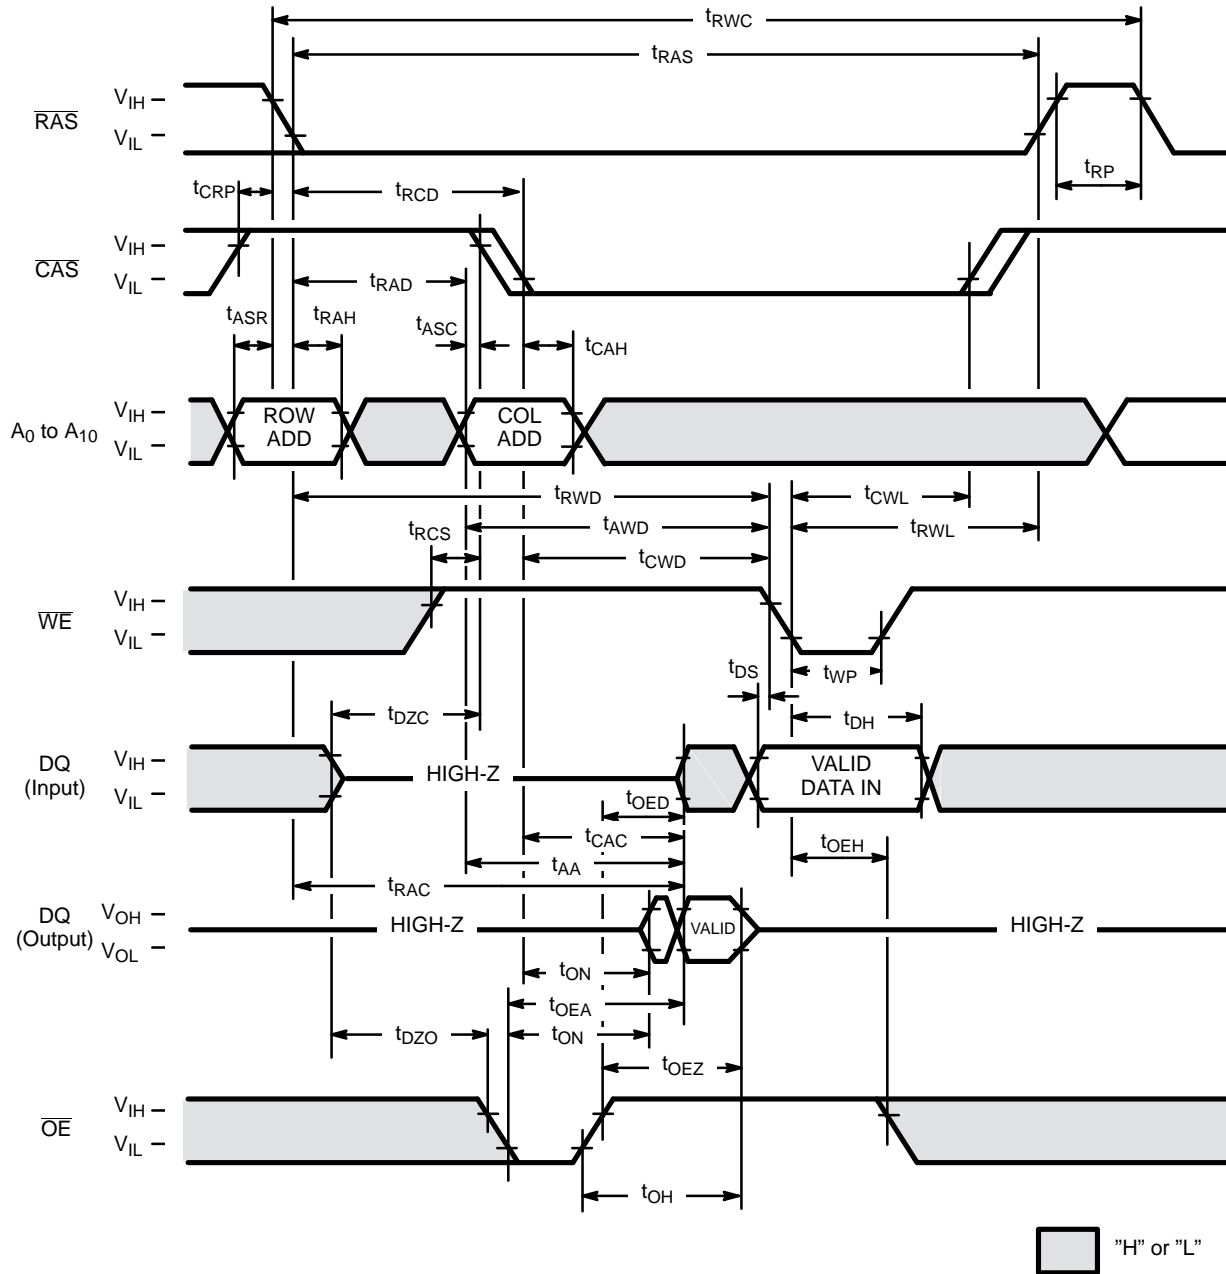 tRWC
tRAS
RAS
VIH
VIL
tCRP
tRCD
tRP
CAS
VIH
VIL
tRAD
tASR
tRAH
tASC
tCAH
A0 to A10
VIH
VIL
ROW
ADD
COL
ADD
tRWD
tCWL
tRCS
tAWD
tRWL
tCWD
WE
VIH
VIL
tDS
tWP
tDZC
tDH
DQ
(Input)
VIH
VIL
HIGH-Z
VALID
DATA IN
tOED
tCAC
tOEH
tAA
tRAC
DQ
(Output)
VOH
VOL
HIGH-Z
VALID
HIGH-Z
tON
tOEA
tDZO
tON
tOEZ
OE
VIH
VIL
tOH
"H" or "L"